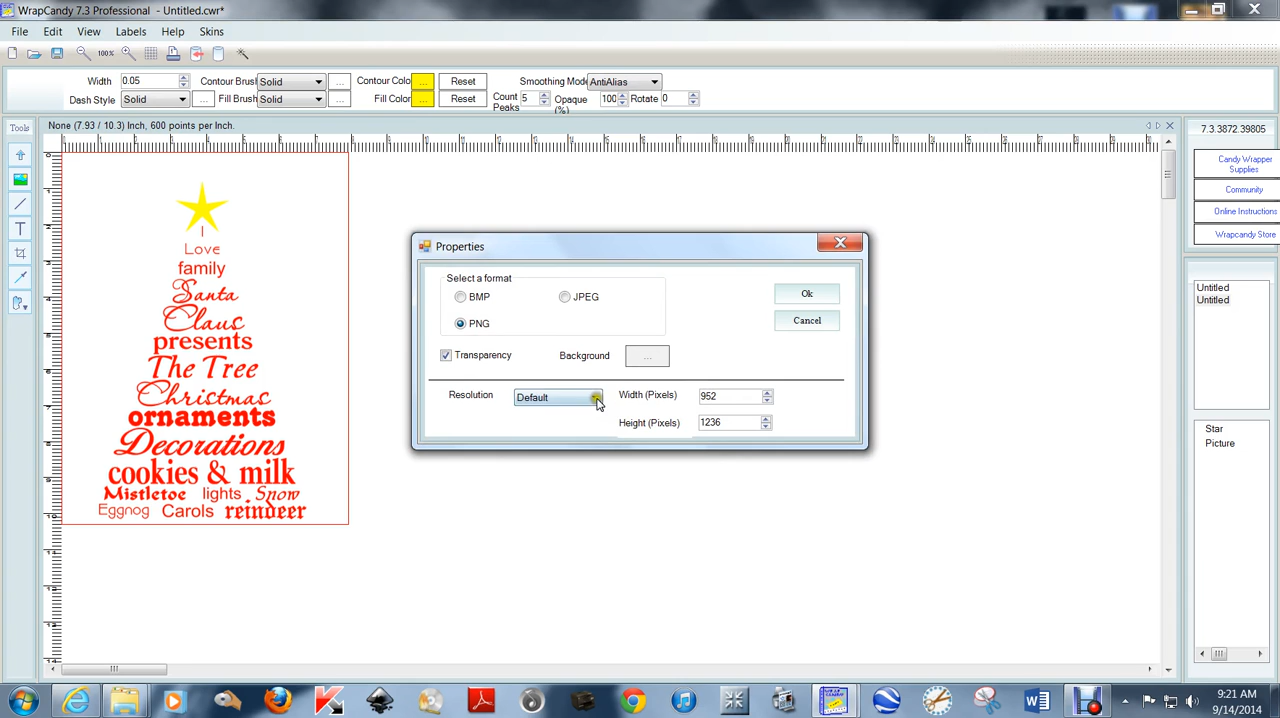 WrapCandy 7.3 Professional - Untitled.cwr*
File Edit View Labels Help Skins
100%
Width 0.05 Contour Brush Solid ... Contour Colo ... Reset Smoothing Mode AntiAlias
Dash Style Solid ... Fill Brush Solid ... Fill Color ... Reset Count Peaks 5 Opaque (%) 100 Rotate 0
Tools
None (7.93 / 10.3) Inch, 600 points per Inch.
7.3.3872.39805
Candy Wrapper
Supplies
Community
Online Instructions
Wrapcandy Store
Untitled
Untitled
Star
Picture
I
Love
family
Santa
Claus
presents
The Tree
Christmas
ornaments
Decorations
cookies & milk
Mistletoe lights Snow
Eggnog Carols reindeer
Properties
Select a format
BMP JPEG
PNG
Ok
Cancel
Transparency Background ...
Resolution Default Width (Pixels) 952
Height (Pixels) 1236
9:21 AM
9/14/2014